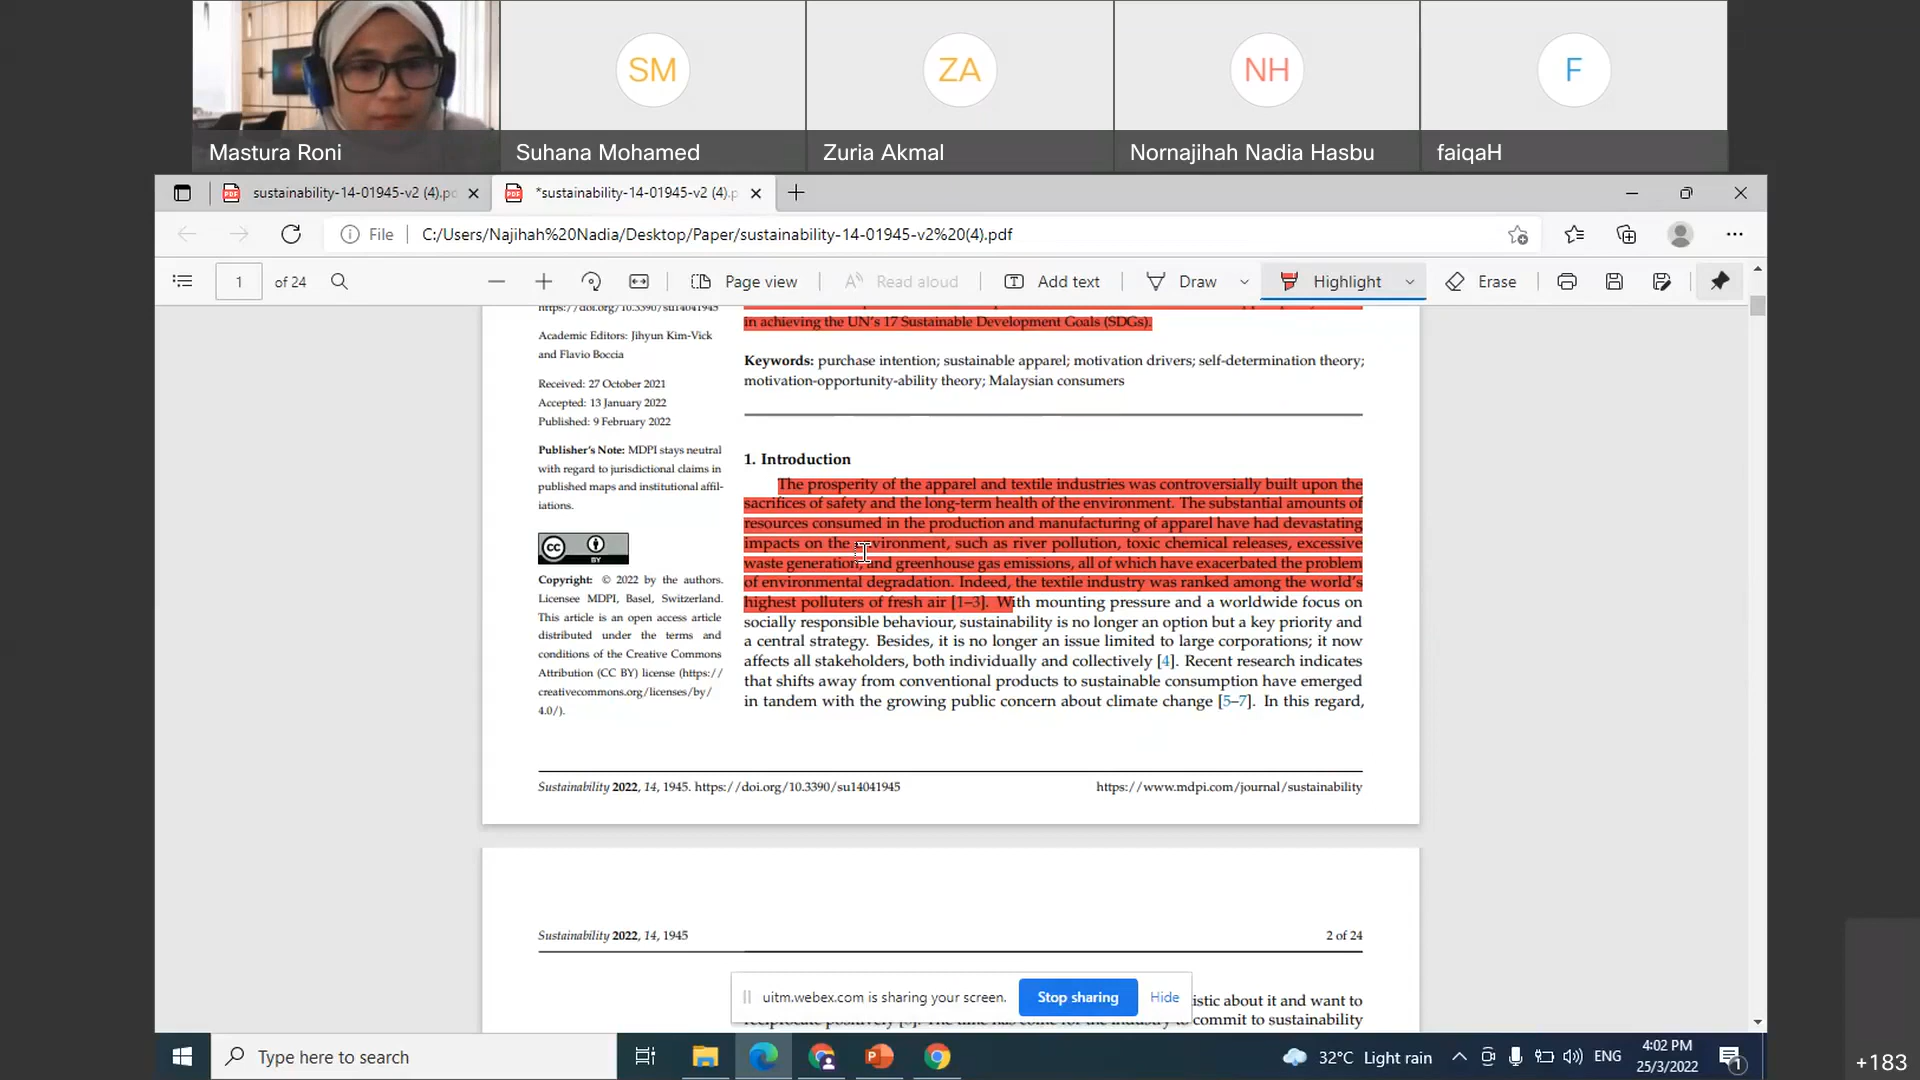 SM
ZA
NH
F
Mastura Roni
Suhana Mohamed
Zuria Akmal
Nornajihah Nadia Hasbu
faiqaH
sustainability-14-01945-v2 (4).p
*sustainability-14-01945-v2 (4).p
File
C:/Users/Najihah%20Nadia/Desktop/Paper/sustainability-14-01945-v2%20(4).pdf
1 of 24
Page view
Read aloud
Add text
Draw
Highlight
Erase
https://doi.org/10.3390/su14041945
Academic Editors: Jihyun Kim-Vick
and Flavio Boccia
Received: 27 October 2021
Accepted: 13 January 2022
Published: 9 February 2022
Publisher's Note: MDPI stays neutral
with regard to jurisdictional claims in
published maps and institutional affil-
iations.
CC BY
Copyright: © 2022 by the authors.
Licensee MDPI, Basel, Switzerland.
This article is an open access article
distributed under the terms and
conditions of the Creative Commons
Attribution (CC BY) license (https://
creativecommons.org/licenses/by/
4.0/).
in achieving the UN's 17 Sustainable Development Goals (SDGs).
Keywords: purchase intention; sustainable apparel; motivation drivers; self-determination theory;
motivation-opportunity-ability theory; Malaysian consumers
1. Introduction
The prosperity of the apparel and textile industries was controversially built upon the
sacrifices of safety and the long-term health of the environment. The substantial amounts of
resources consumed in the production and manufacturing of apparel have had devastating
impacts on the environment, such as river pollution, toxic chemical releases, excessive
waste generation, and greenhouse gas emissions, all of which have exacerbated the problem
of environmental degradation. Indeed, the textile industry was ranked among the world's
highest polluters of fresh air [1–3]. With mounting pressure and a worldwide focus on
socially responsible behaviour, sustainability is no longer an option but a key priority and
a central strategy. Besides, it is no longer an issue limited to large corporations; it now
affects all stakeholders, both individually and collectively [4]. Recent research indicates
that shifts away from conventional products to sustainable consumption have emerged
in tandem with the growing public concern about climate change [5–7]. In this regard,
Sustainability 2022, 14, 1945. https://doi.org/10.3390/su14041945
https://www.mdpi.com/journal/sustainability
Sustainability 2022, 14, 1945
2 of 24
istic about it and want to
commit to sustainability
uitm.webex.com is sharing your screen.
Stop sharing
Hide
Type here to search
32°C Light rain
ENG
4:02 PM
25/3/2022
1
+183